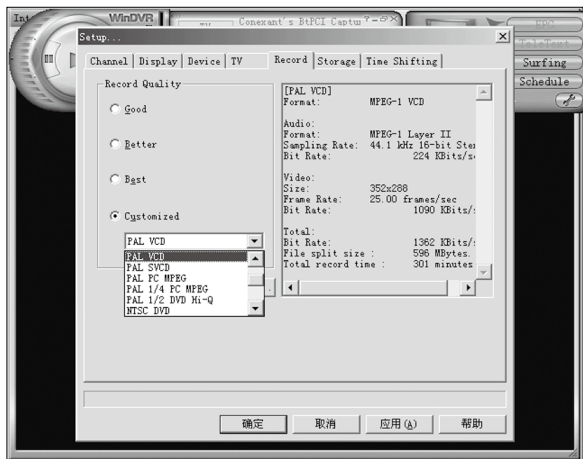 Int
WinDVR
TV
Conexant's BtPCI Captu
EPG
TeleText
Surfing
Schedule
Setup...
Channel
Display
Device
TV
Record
Storage
Time Shifting
Record Quality
Good
Better
Best
Customized
PAL VCD
PAL VCD
PAL SVCD
PAL PC MPEG
PAL 1/4 PC MPEG
PAL 1/2 DVD Hi-Q
NTSC DVD
[PAL VCD]
Format: MPEG-1 VCD
Audio:
Format: MPEG-1 Layer II
Sampling Rate: 44.1 kHz 16-bit Ster
Bit Rate: 224 KBits/s
Video:
Size: 352x288
Frame Rate: 25.00 frames/sec
Bit Rate: 1090 KBits/s
Total:
Bit Rate: 1362 KBits/s
File split size : 596 MBytes.
Total record time : 301 minutes
确定
取消
应用(A)
帮助